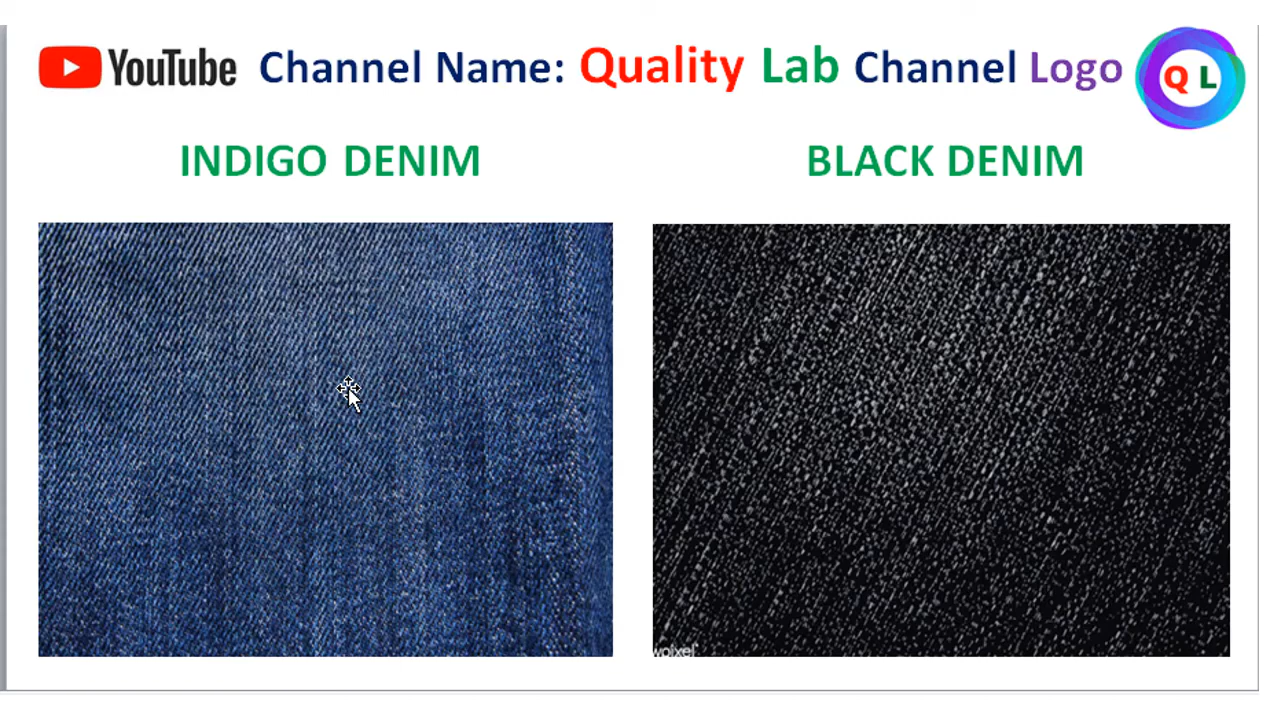 YouTube Channel Name: Quality Lab Channel Logo Q L
INDIGO DENIM
BLACK DENIM